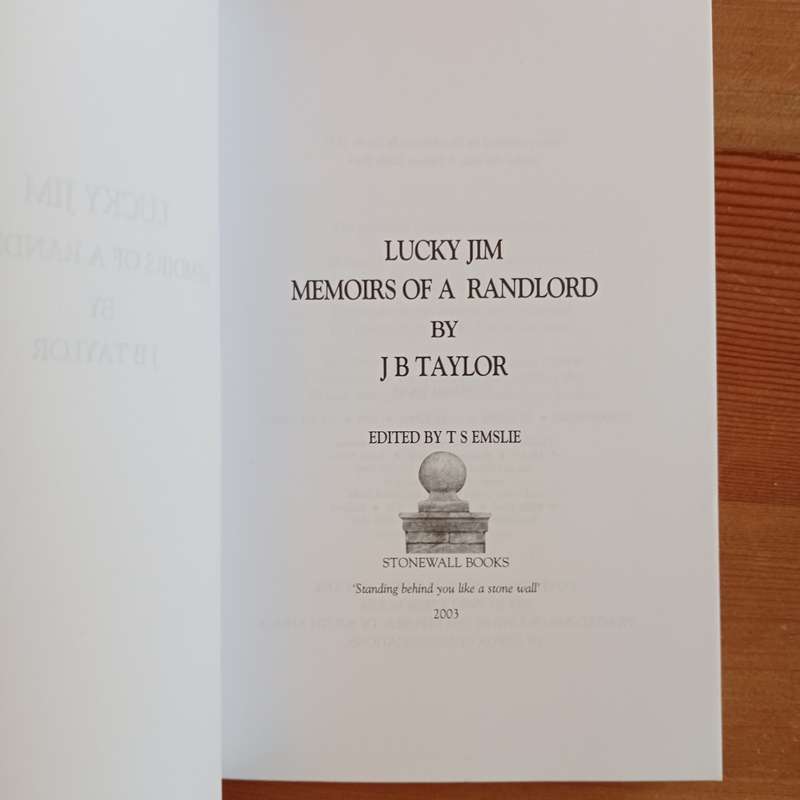 LUCKY JIM
MEMOIRS OF A RANDLORD
BY
J B TAYLOR
EDITED BY T S EMSLIE
STONEWALL BOOKS
'Standing behind you like a stone wall'
2003